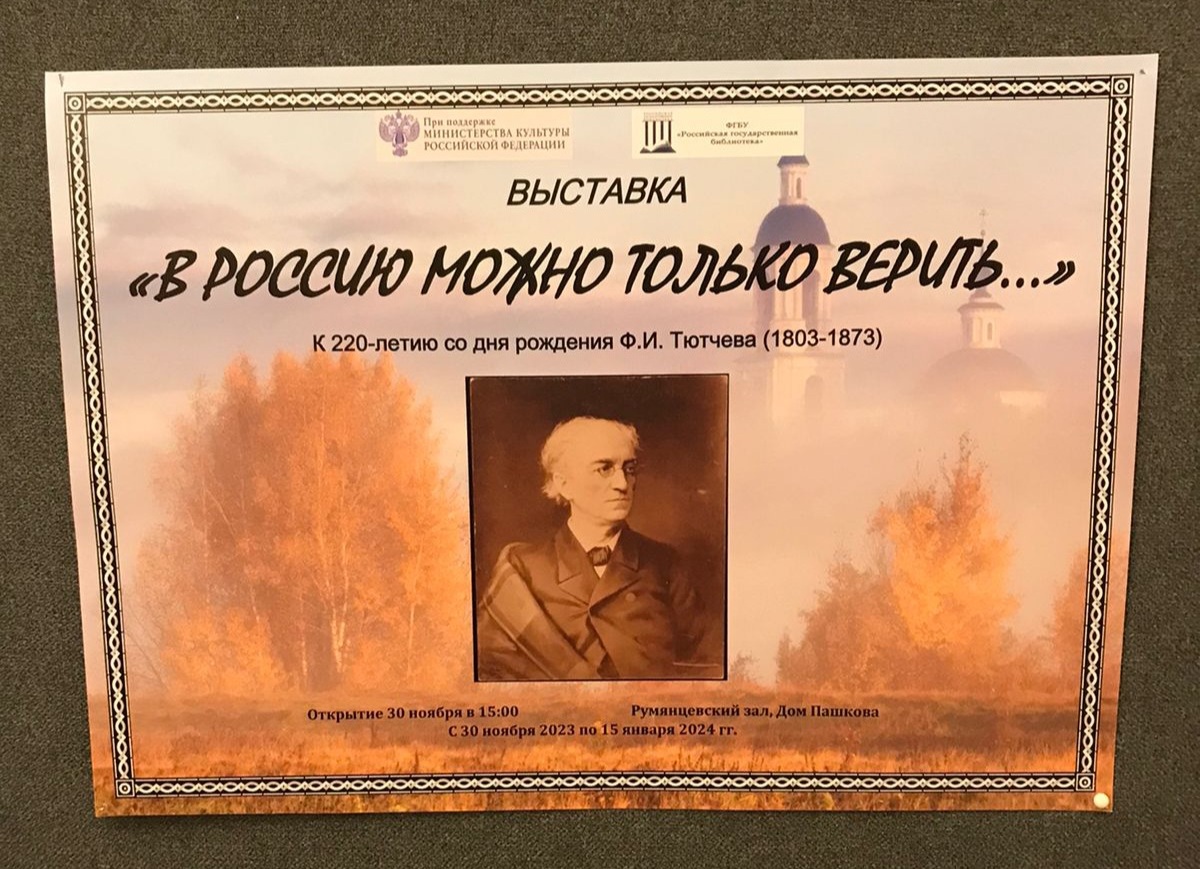 При поддержке
МИНИСТЕРСТВА КУЛЬТУРЫ
РОССИЙСКОЙ ФЕДЕРАЦИИ
ФГБУ
«Российская государственная
библиотека»
ВЫСТАВКА
«В РОССИЮ МОЖНО ТОЛЬКО ВЕРИТЬ...»
К 220-летию со дня рождения Ф.И. Тютчева (1803-1873)
Открытие 30 ноября в 15:00
Румянцевский зал, Дом Пашкова
С 30 ноября 2023 по 15 января 2024 гг.